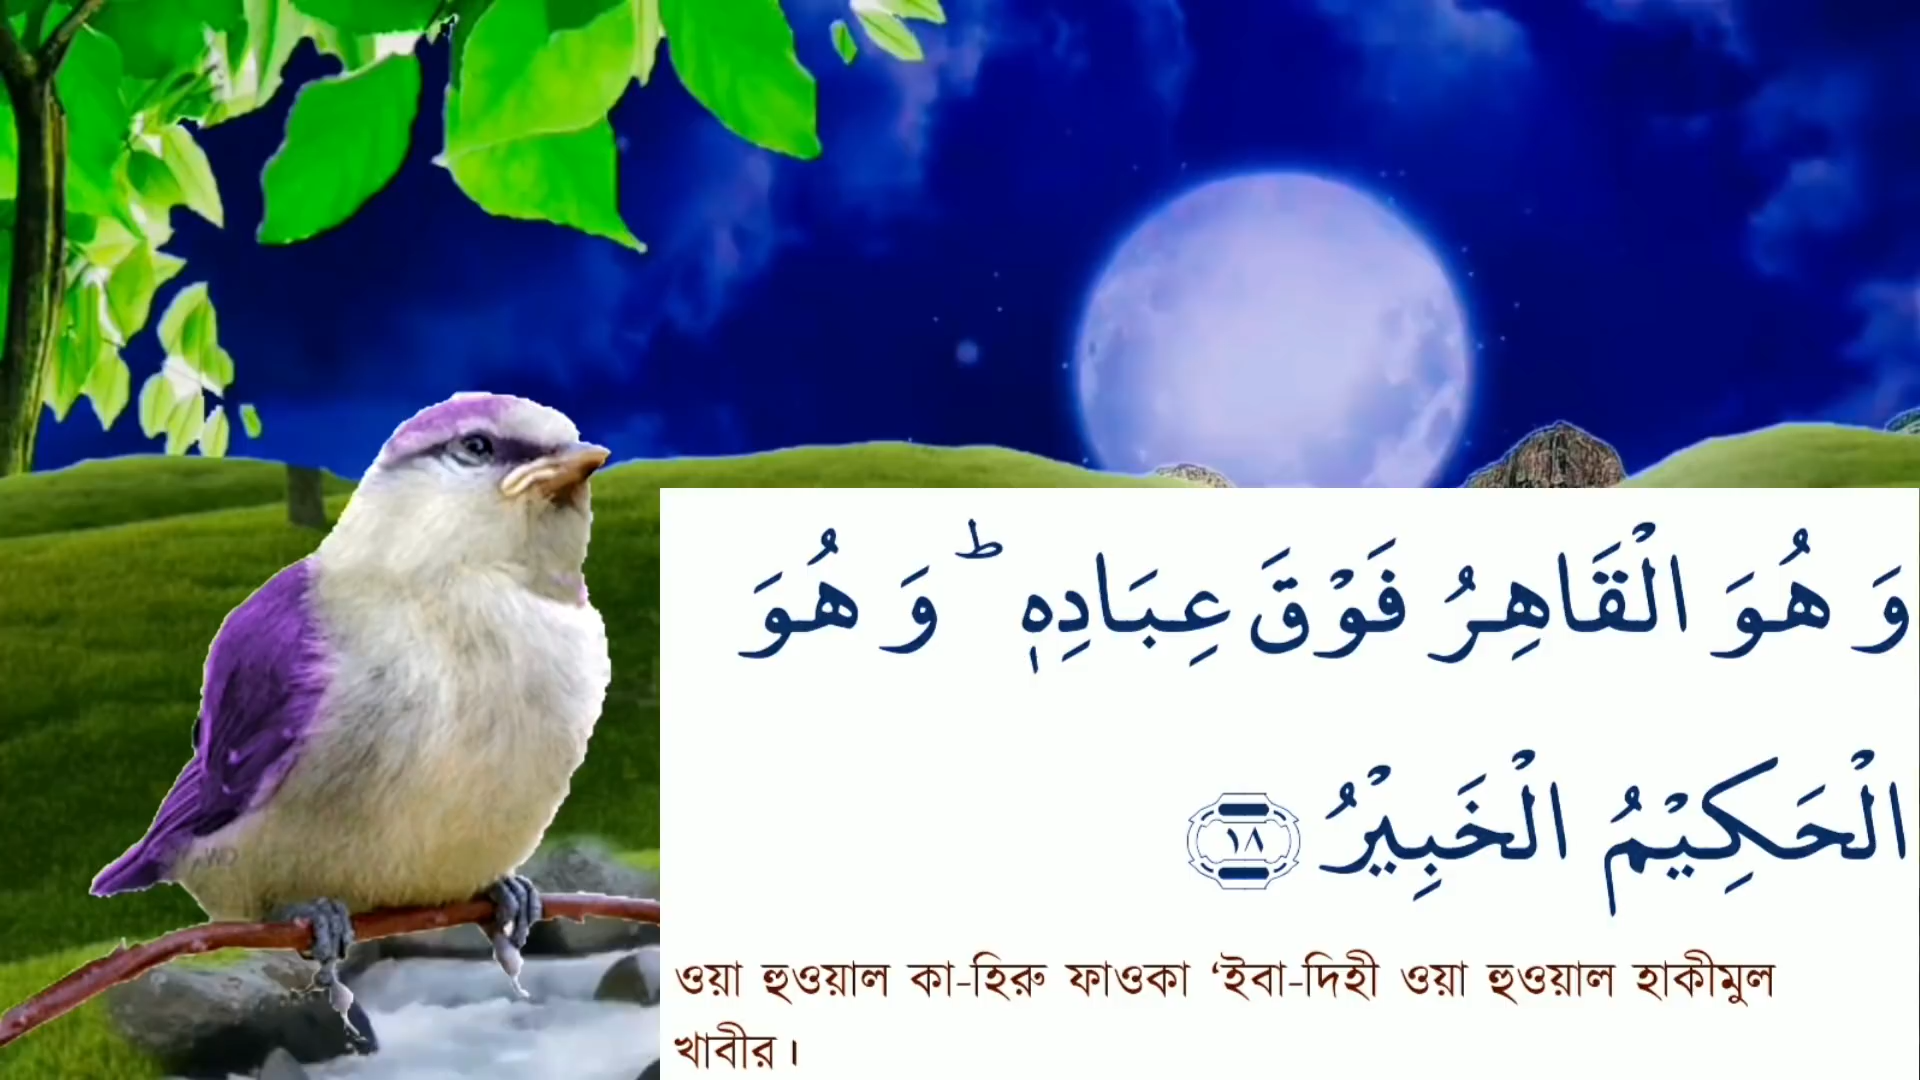 وَ هُوَ الْقَاهِرُ فَوْقَ عِبَادِهٖ ؕ وَ هُوَ
الْحَكِيْمُ الْخَبِيْرُ ١٨
ওয়া হুওয়াল কা-হিরু ফাওকা ‘ইবা-দিহী ওয়া হুওয়াল হাকীমুল
খাবীর।